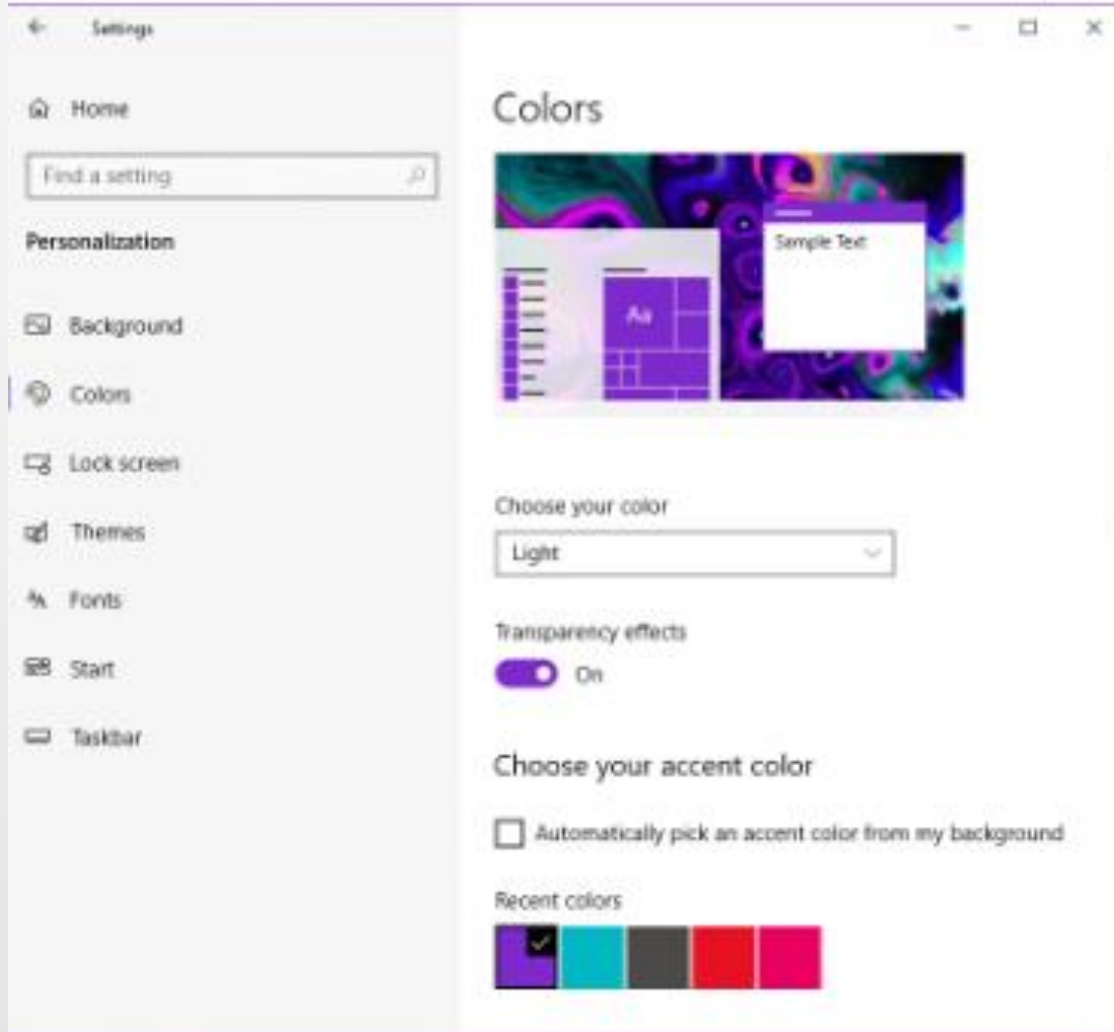 Settings
Home
Find a setting
Personalization
Background
Colors
Lock screen
Themes
Fonts
Start
Taskbar
Colors
Sample Text
Aa
Choose your color
Light
Transparency effects
On
Choose your accent color
Automatically pick an accent color from my background
Recent colors